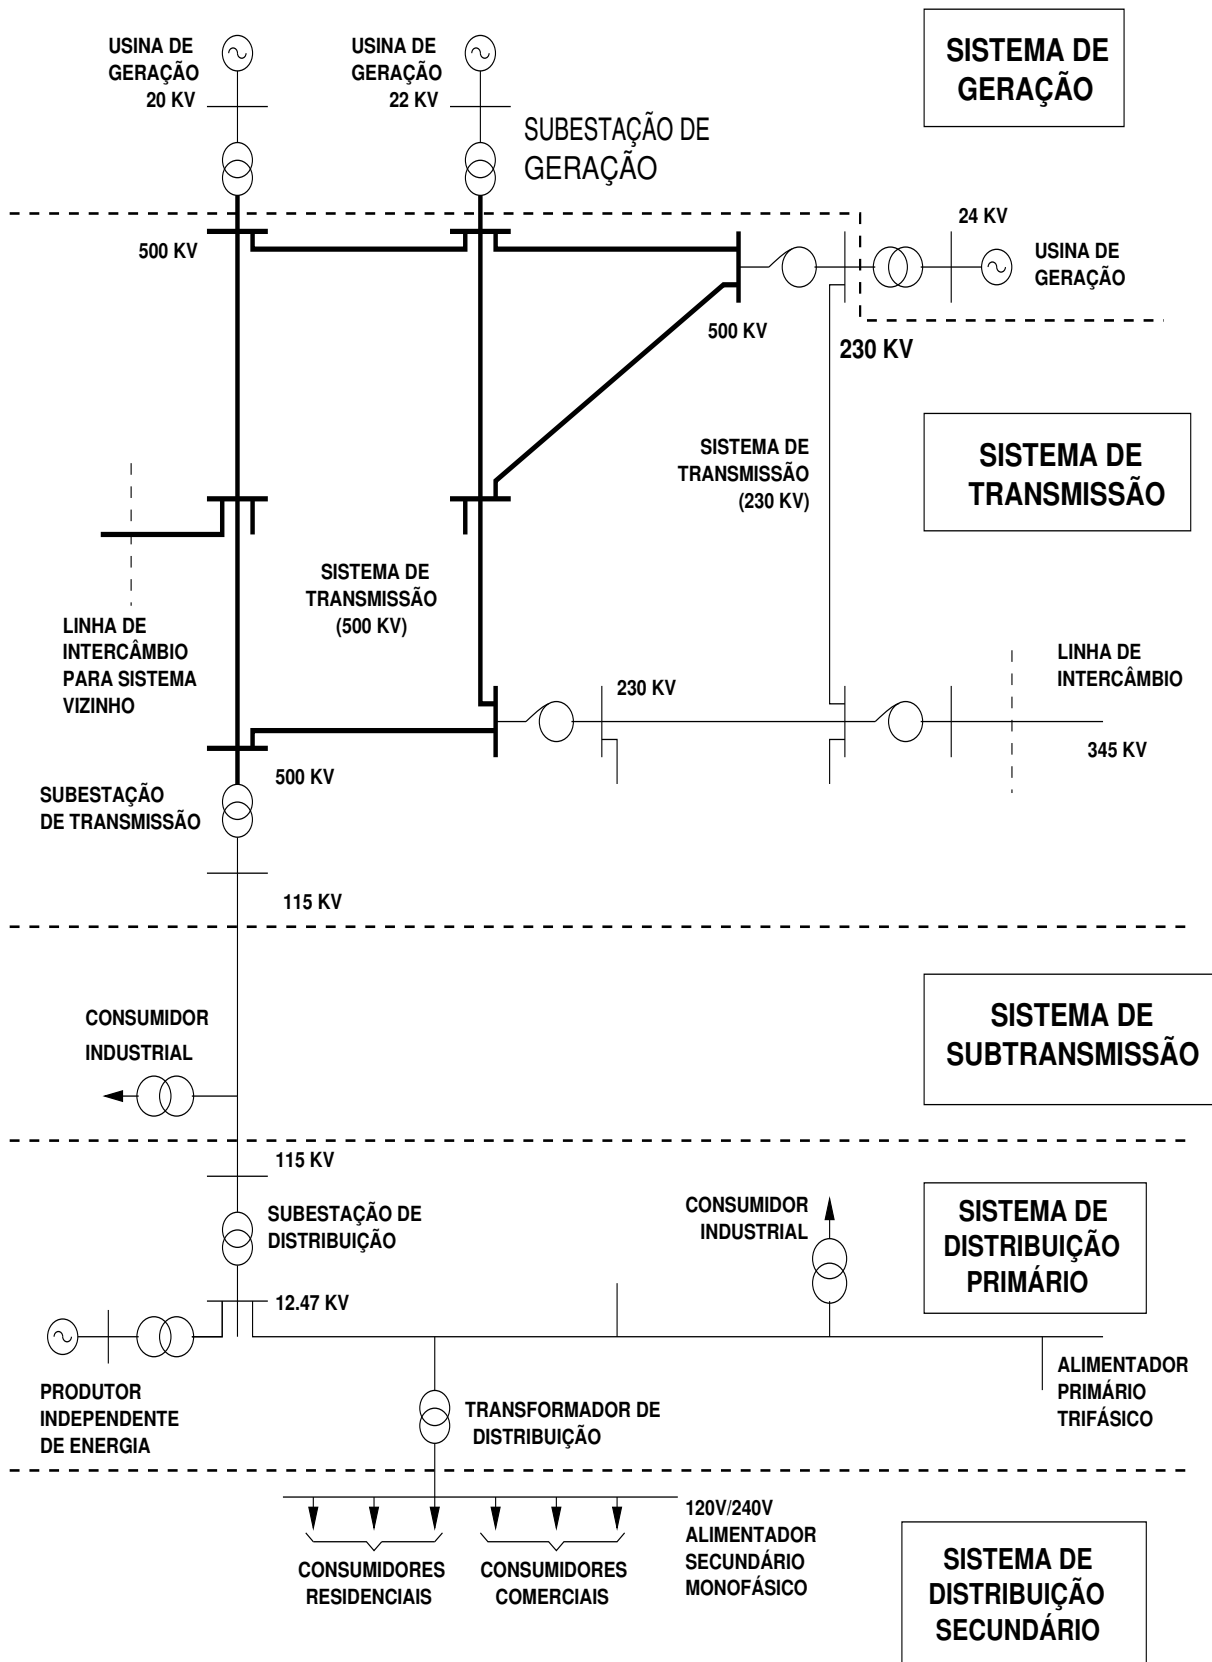 USINA DE
GERAÇÃO
20 KV
USINA DE
GERAÇÃO
22 KV
SUBESTAÇÃO DE
GERAÇÃO
SISTEMA DE
GERAÇÃO
500 KV
24 KV
USINA DE
GERAÇÃO
500 KV
230 KV
SISTEMA DE
TRANSMISSÃO
(230 KV)
SISTEMA DE
TRANSMISSÃO
SISTEMA DE
TRANSMISSÃO
(500 KV)
LINHA DE
INTERCÂMBIO
PARA SISTEMA
VIZINHO
230 KV
LINHA DE
INTERCÂMBIO
345 KV
500 KV
SUBESTAÇÃO
DE TRANSMISSÃO
115 KV
CONSUMIDOR
INDUSTRIAL
SISTEMA DE
SUBTRANSMISSÃO
115 KV
SUBESTAÇÃO DE
DISTRIBUIÇÃO
CONSUMIDOR
INDUSTRIAL
SISTEMA DE
DISTRIBUIÇÃO
PRIMÁRIO
12.47 KV
PRODUTOR
INDEPENDENTE
DE ENERGIA
TRANSFORMADOR DE
DISTRIBUIÇÃO
ALIMENTADOR
PRIMÁRIO
TRIFÁSICO
120V/240V
ALIMENTADOR
SECUNDÁRIO
MONOFÁSICO
CONSUMIDORES
RESIDENCIAIS
CONSUMIDORES
COMERCIAIS
SISTEMA DE
DISTRIBUIÇÃO
SECUNDÁRIO